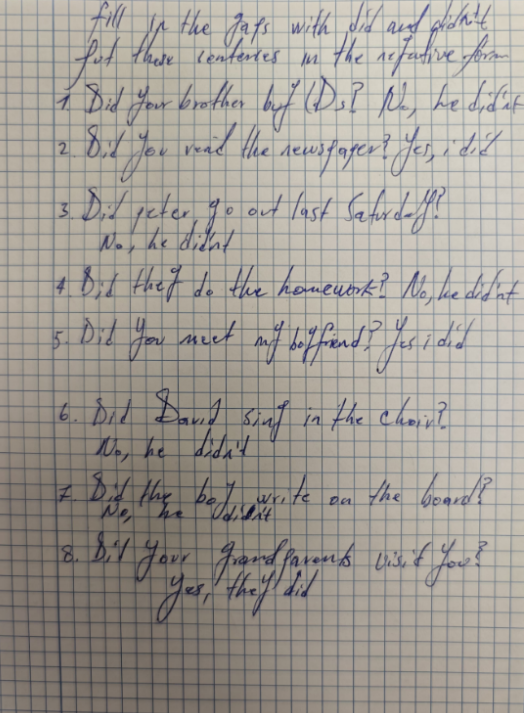 fill in the gaps with did and didn't
put these sentences in the negative form
1. Did your brother buy CDs? No, he didn't
2. Did you read the newspaper? Yes, i did
3. Did peter go out last Saturday?
No, he didnt
4. Did they do the homework? No, he didn't
5. Did you meet my boyfriend? Yes i did
6. Did David sing in the choir?
No, he didn't
7. Did the boy write on the board?
No, he didn't
8. Did your grandparents visit you?
Yes, they did